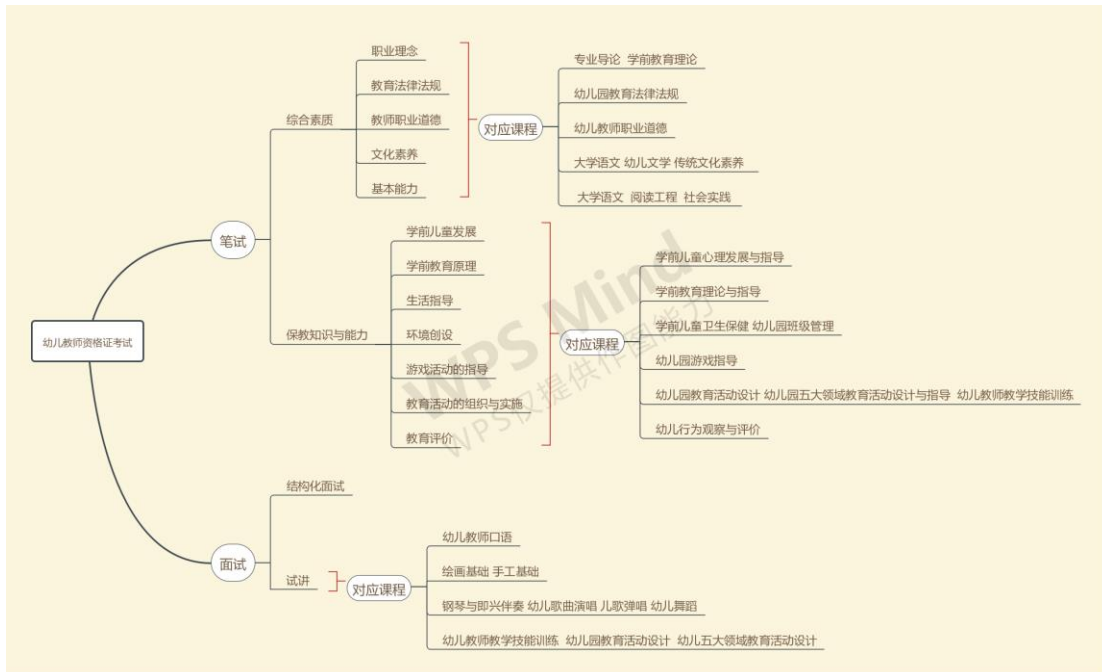 幼儿教师资格证考试
笔试
综合素质
职业理念
教育法律法规
教师职业道德
文化素养
基本能力
对应课程
专业导论 学前教育理论
幼儿园教育法律法规
幼儿教师职业道德
大学语文 幼儿文学 传统文化素养
大学语文 阅读工程 社会实践
保教知识与能力
学前儿童发展
学前教育原理
生活指导
环境创设
游戏活动的指导
教育活动的组织与实施
教育评价
对应课程
学前儿童心理发展与指导
学前教育理论与指导
学前儿童卫生保健 幼儿园班级管理
幼儿园游戏指导
幼儿园教育活动设计 幼儿园五大领域教育活动设计与指导 幼儿教师教学技能训练
幼儿行为观察与评价
面试
结构化面试
试讲
对应课程
幼儿教师口语
绘画基础 手工基础
钢琴与即兴伴奏 幼儿歌曲演唱 儿歌弹唱 幼儿舞蹈
幼儿教师教学技能训练 幼儿园教育活动设计 幼儿五大领域教育活动设计
WPS Mind
WPS仅提供作图能力